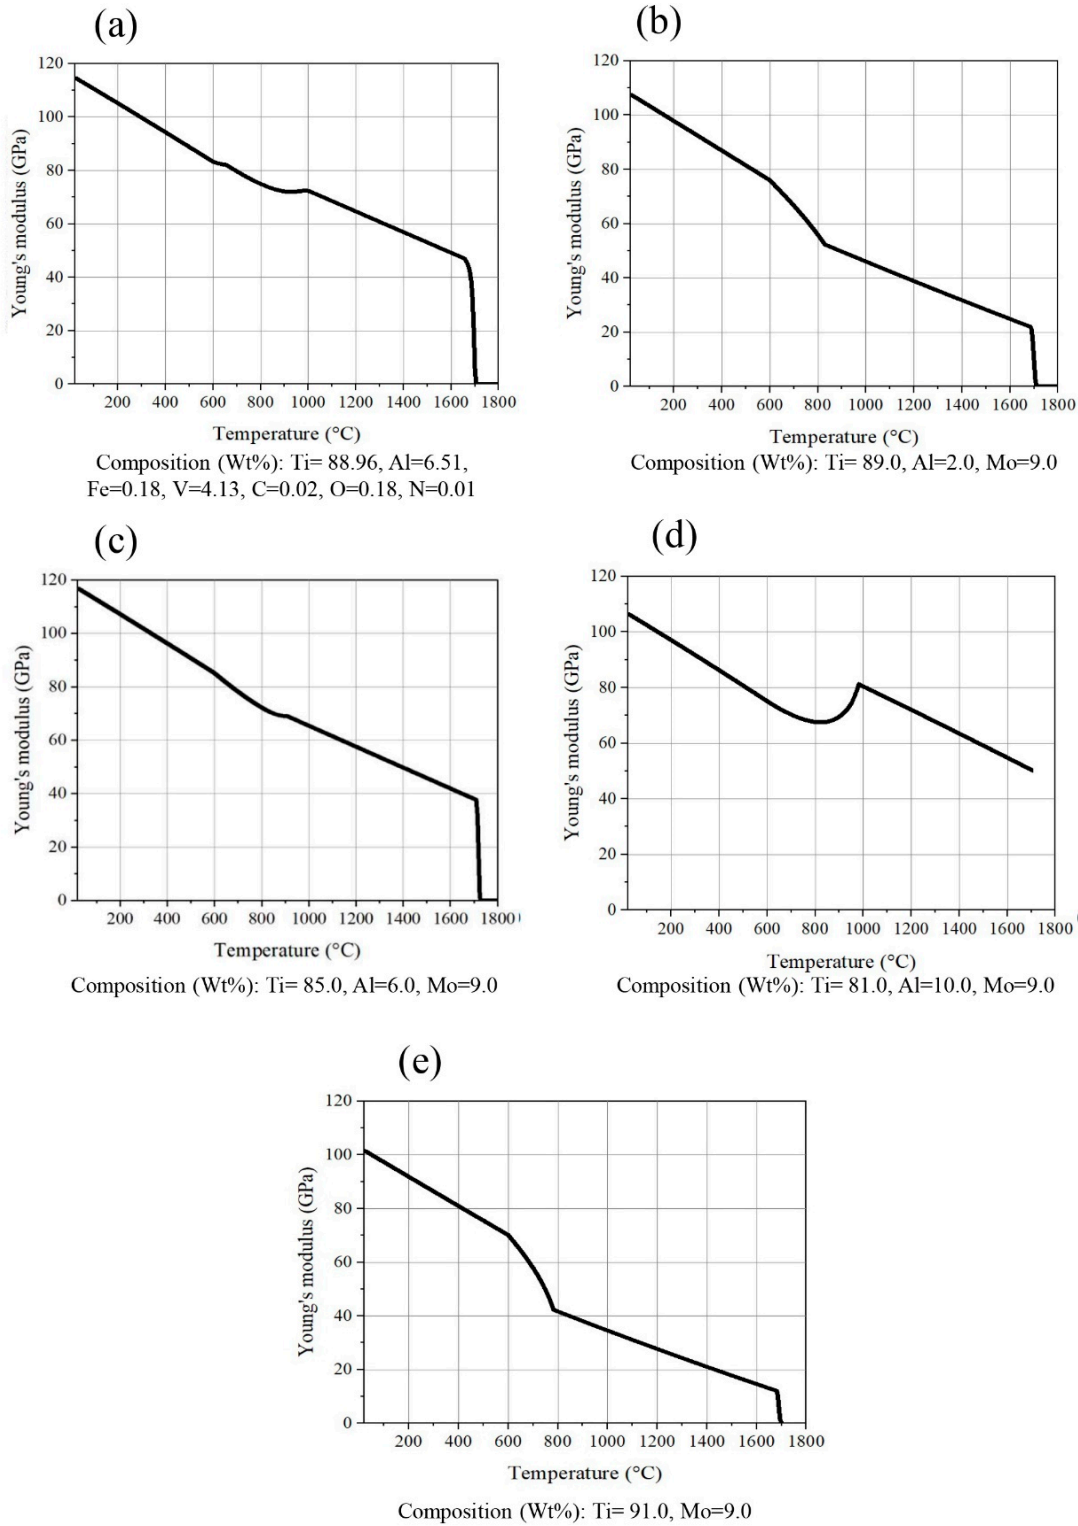 (a)
120
100
80
60
40
20
0
Young's modulus (GPa)
200 400 600 800 1000 1200 1400 1600 1800
Temperature (°C)
Composition (Wt%): Ti= 88.96, Al=6.51,
Fe=0.18, V=4.13, C=0.02, O=0.18, N=0.01
(b)
120
100
80
60
40
20
0
Young's modulus (GPa)
200 400 600 800 1000 1200 1400 1600 1800
Temperature (°C)
Composition (Wt%): Ti= 89.0, Al=2.0, Mo=9.0
(c)
120
100
80
60
40
20
0
Young's modulus (GPa)
200 400 600 800 1000 1200 1400 1600 1800
Temperature (°C)
Composition (Wt%): Ti= 85.0, Al=6.0, Mo=9.0
(d)
120
100
80
60
40
20
0
Young's modulus (GPa)
200 400 600 800 1000 1200 1400 1600 1800
Temperature (°C)
Composition (Wt%): Ti= 81.0, Al=10.0, Mo=9.0
(e)
120
100
80
60
40
20
0
Young's modulus (GPa)
200 400 600 800 1000 1200 1400 1600 1800
Temperature (°C)
Composition (Wt%): Ti= 91.0, Mo=9.0